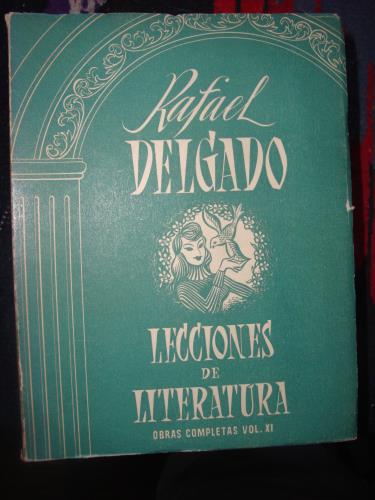 Rafael
DELGADO
LECCIONES
DE
LITERATURA
OBRAS COMPLETAS VOL. XI